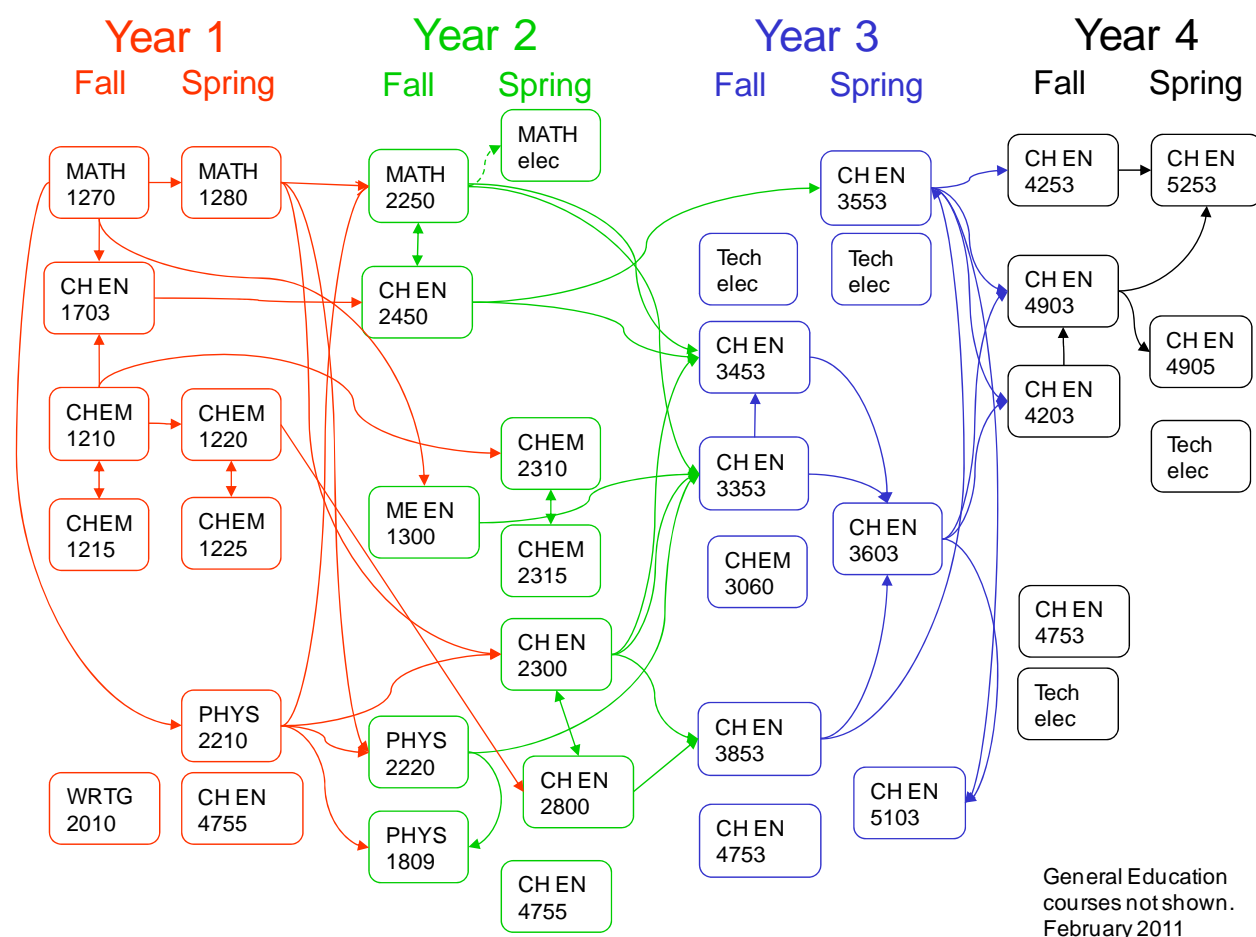 Year 1
Year 2
Year 3
Year 4
Fall
Spring
Fall
Spring
Fall
Spring
Fall
Spring
MATH
1270
MATH
1280
CH EN
1703
CHEM
1210
CHEM
1220
CHEM
1215
CHEM
1225
PHYS
2210
WRTG
2010
CH EN
4755
MATH
elec
MATH
2250
CH EN
2450
CHEM
2310
ME EN
1300
CHEM
2315
CH EN
2300
PHYS
2220
CH EN
2800
PHYS
1809
CH EN
4755
CH EN
3553
Tech
elec
Tech
elec
CH EN
3453
CH EN
3353
CH EN
3603
CHEM
3060
CH EN
3853
CH EN
5103
CH EN
4753
CH EN
4253
CH EN
5253
CH EN
4903
CH EN
4905
CH EN
4203
Tech
elec
CH EN
4753
Tech
elec
General Education
courses not shown.
February 2011